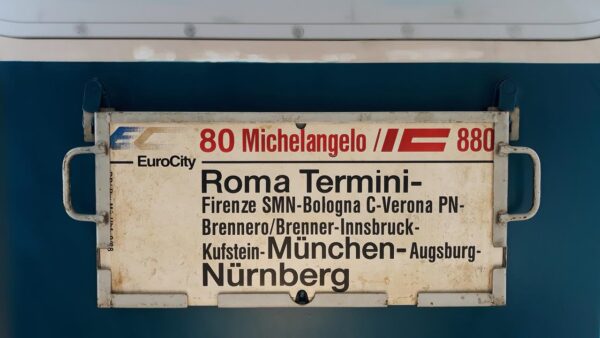 EC 80 Michelangelo / IC 880
EuroCity
Roma Termini-
Firenze SMN-Bologna C-Verona PN-
Brennero/Brenner-Innsbruck-
Kufstein-München-Augsburg-
Nürnberg